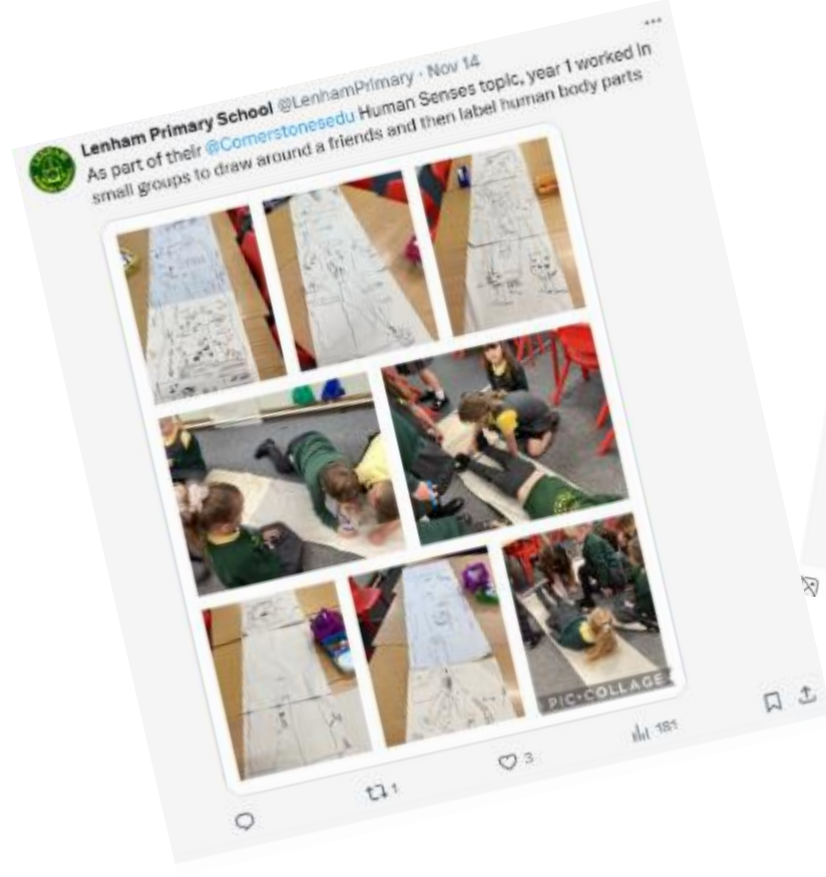 Lenham Primary School @LenhamPrimary · Nov 14
As part of their @Cornerstonesedu Human Senses topic, year 1 worked in
small groups to draw around a friends and then label human body parts
PIC•COLLAGE
1
3
181